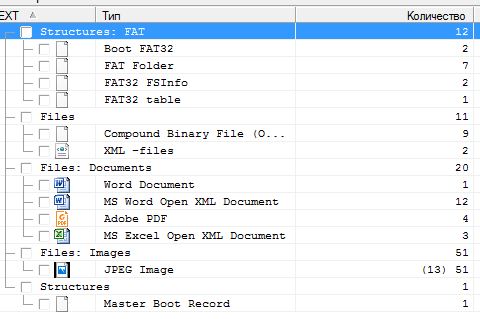 EXT Тип Количество
Structures: FAT 12
Boot FAT32 2
FAT Folder 7
FAT32 FSInfo 2
FAT32 table 1
Files 11
Compound Binary File (O... 9
XML -files 2
Files: Documents 20
Word Document 1
MS Word Open XML Document 12
Adobe PDF 4
MS Excel Open XML Document 3
Files: Images 51
JPEG Image (13) 51
Structures 1
Master Boot Record 1